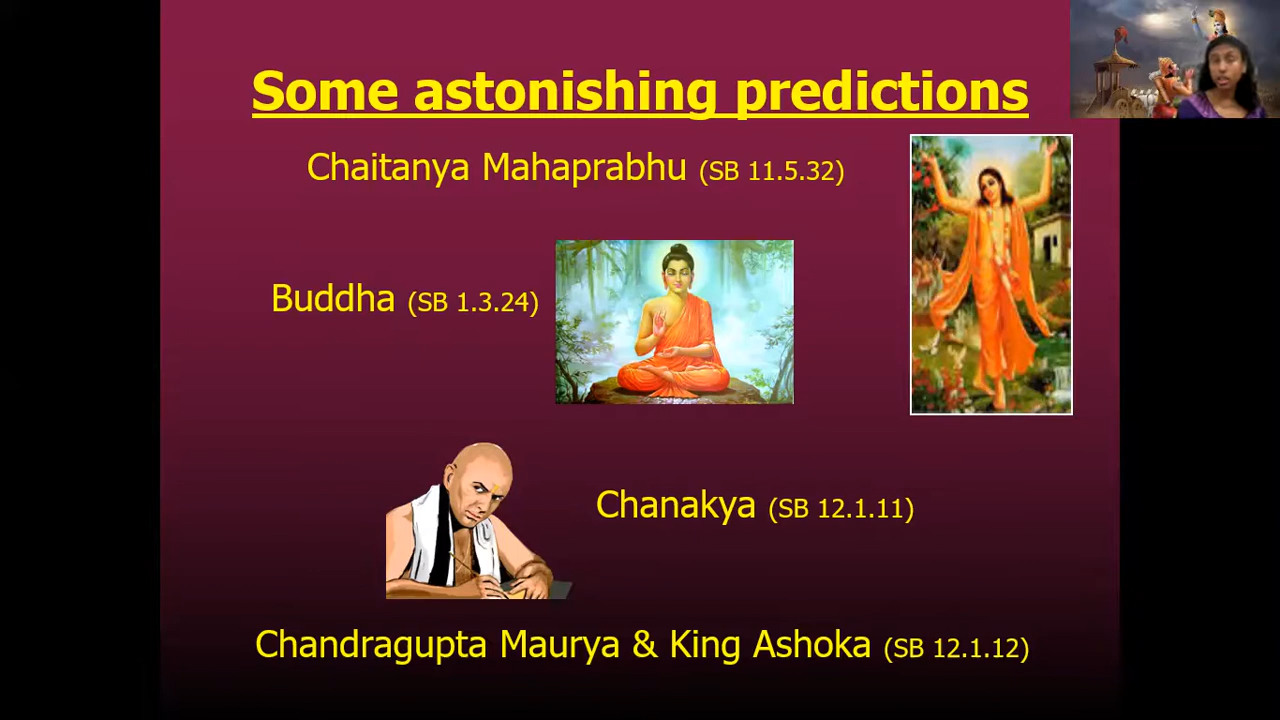 Some astonishing predictions
Chaitanya Mahaprabhu (SB 11.5.32)
Buddha (SB 1.3.24)
Chanakya (SB 12.1.11)
Chandragupta Maurya & King Ashoka (SB 12.1.12)